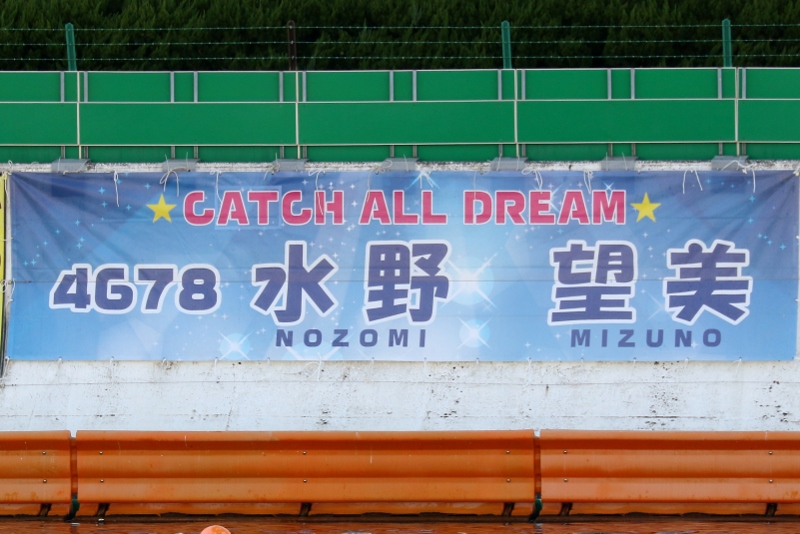 ★CATCH ALL DREAM★
4678 水野 望美
NOZOMI MIZUNO